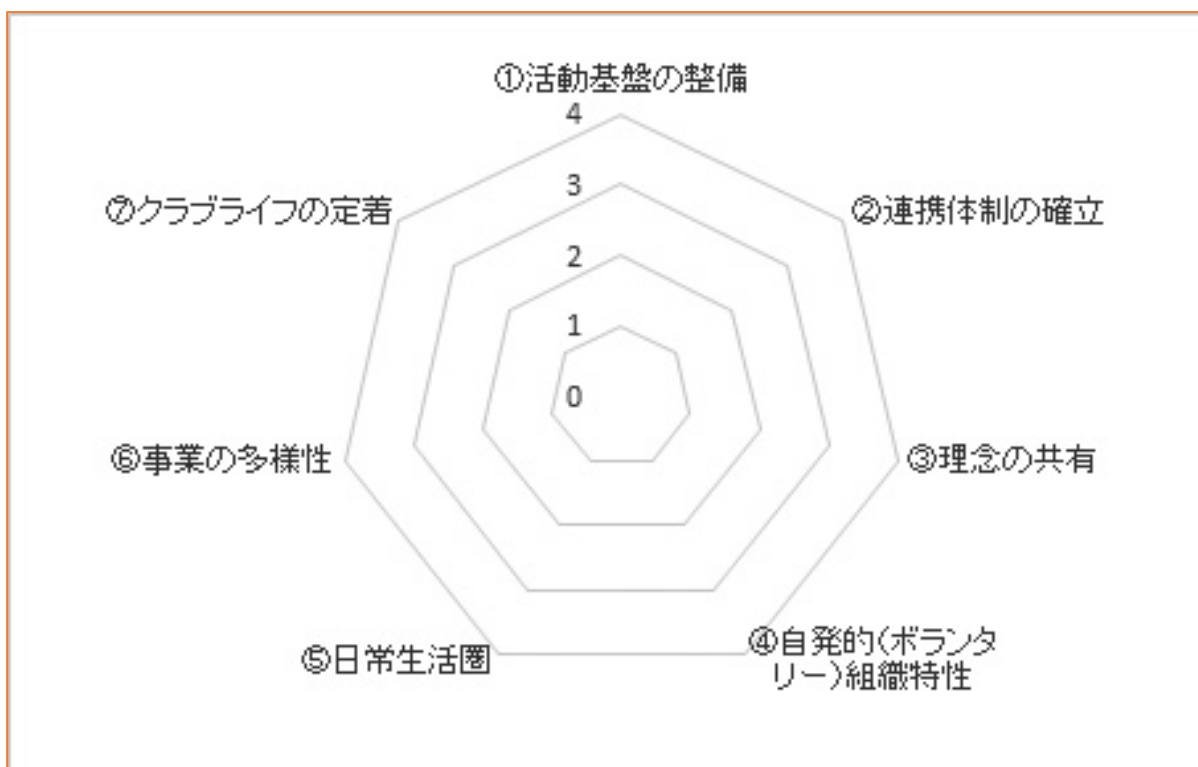 ①活動基盤の整備
4
3
2
1
0
②連携体制の確立
③理念の共有
④自発的(ボランタ
リー)組織特性
⑤日常生活圏
⑥事業の多様性
⑦クラブライフの定着